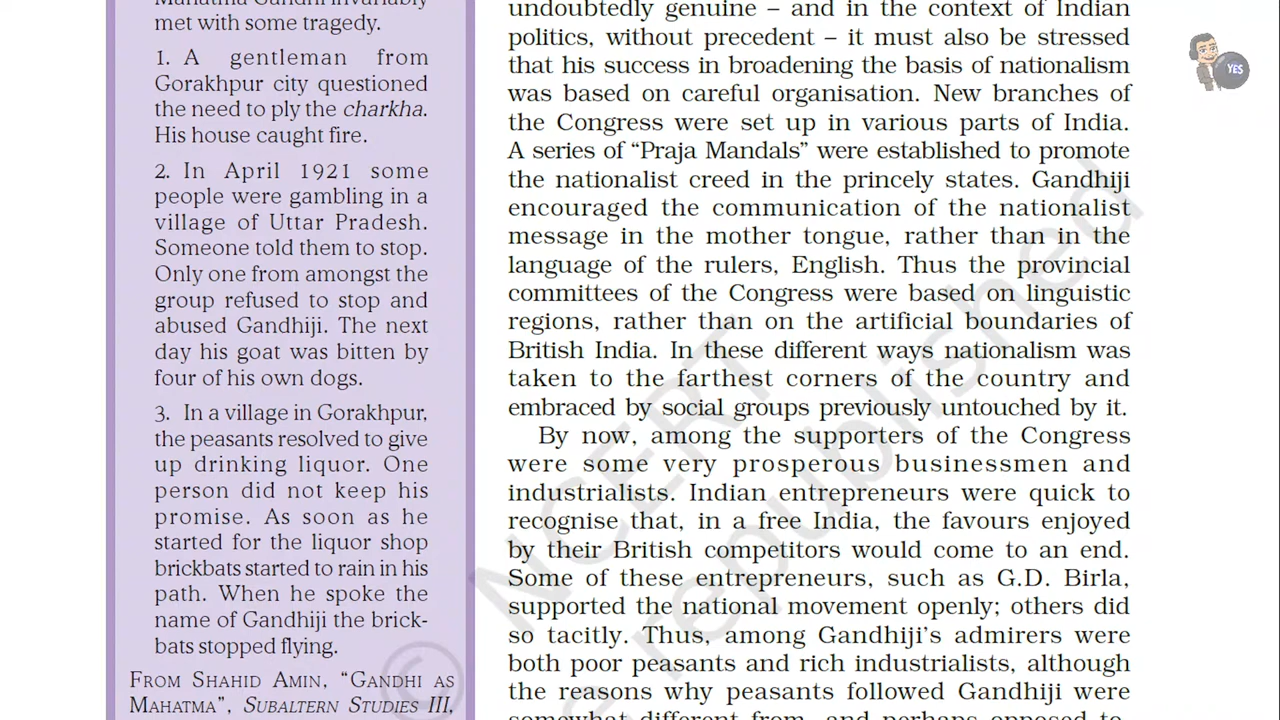 Mahatma Gandhi invariably
met with some tragedy.
1. A gentleman from
Gorakhpur city questioned
the need to ply the charkha.
His house caught fire.
2. In April 1921 some
people were gambling in a
village of Uttar Pradesh.
Someone told them to stop.
Only one from amongst the
group refused to stop and
abused Gandhiji. The next
day his goat was bitten by
four of his own dogs.
3. In a village in Gorakhpur,
the peasants resolved to give
up drinking liquor. One
person did not keep his
promise. As soon as he
started for the liquor shop
brickbats started to rain in his
path. When he spoke the
name of Gandhiji the brick-
bats stopped flying.
FROM SHAHID AMIN, “GANDHI AS
MAHATMA”, SUBALTERN STUDIES III,
undoubtedly genuine – and in the context of Indian
politics, without precedent – it must also be stressed
that his success in broadening the basis of nationalism
was based on careful organisation. New branches of
the Congress were set up in various parts of India.
A series of “Praja Mandals” were established to promote
the nationalist creed in the princely states. Gandhiji
encouraged the communication of the nationalist
message in the mother tongue, rather than in the
language of the rulers, English. Thus the provincial
committees of the Congress were based on linguistic
regions, rather than on the artificial boundaries of
British India. In these different ways nationalism was
taken to the farthest corners of the country and
embraced by social groups previously untouched by it.
By now, among the supporters of the Congress
were some very prosperous businessmen and
industrialists. Indian entrepreneurs were quick to
recognise that, in a free India, the favours enjoyed
by their British competitors would come to an end.
Some of these entrepreneurs, such as G.D. Birla,
supported the national movement openly; others did
so tacitly. Thus, among Gandhiji’s admirers were
both poor peasants and rich industrialists, although
the reasons why peasants followed Gandhiji were
somewhat different from, and perhaps opposed to,
YES
© NCERT
republished